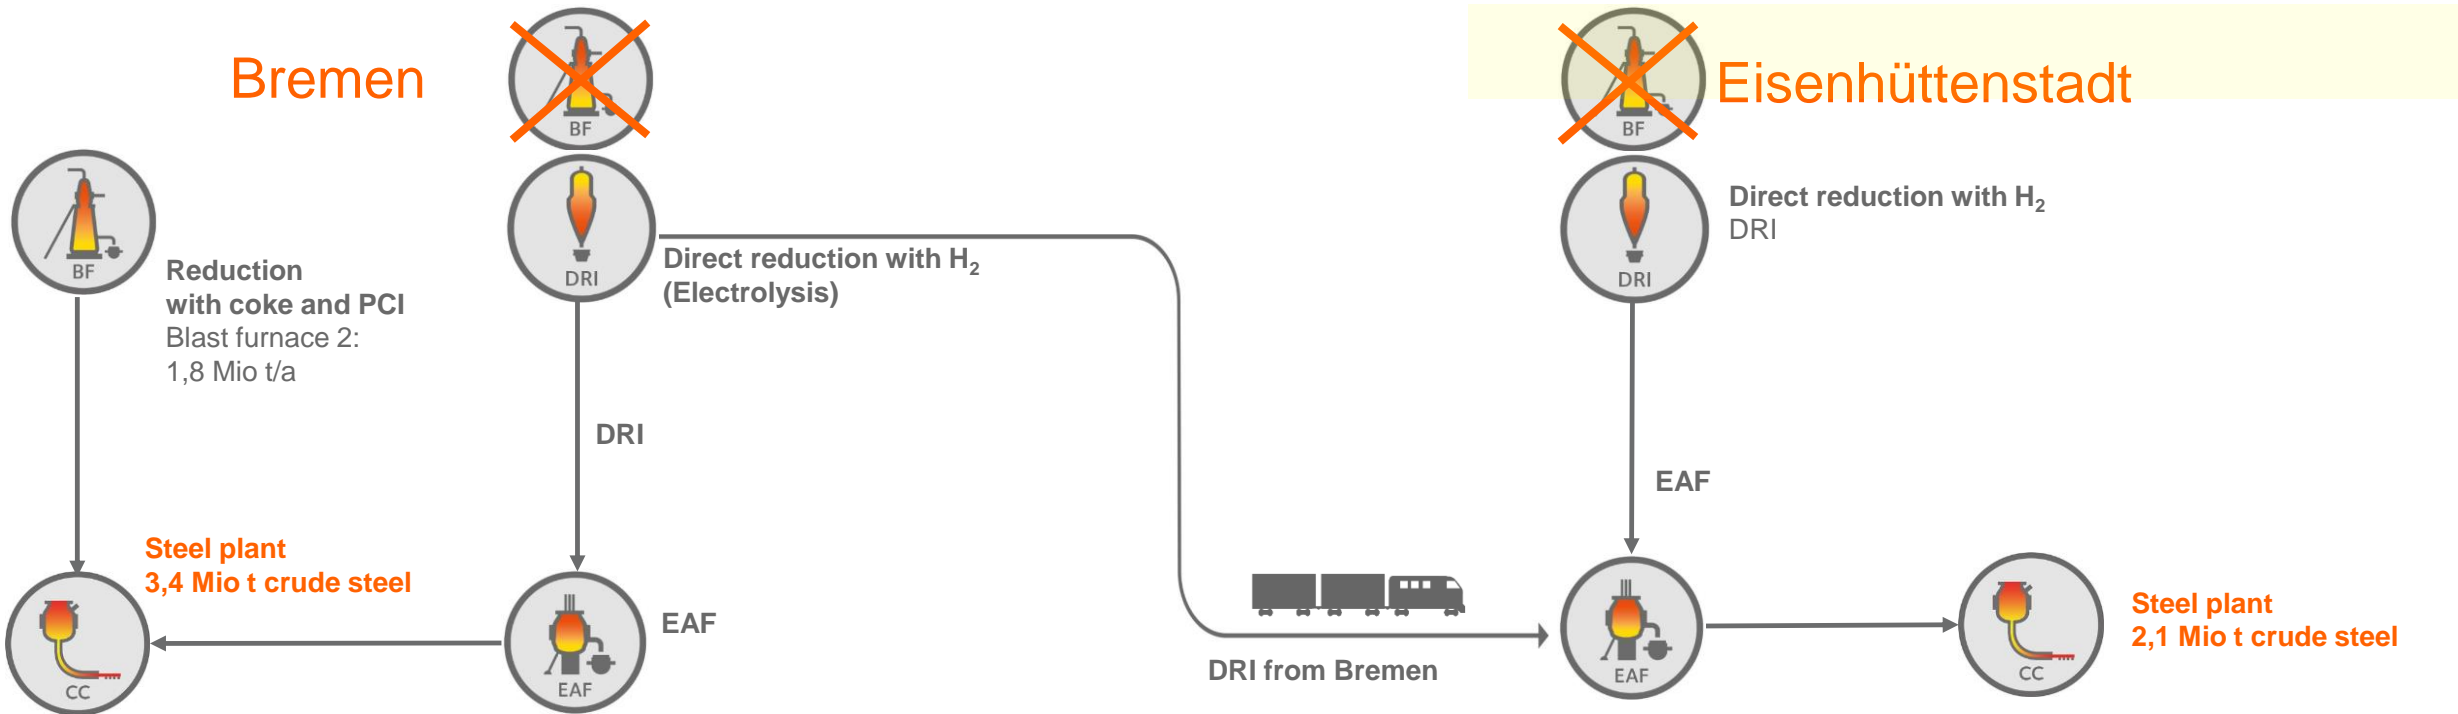 Bremen
BF
BF
Eisenhüttenstadt
BF
Reduction
with coke and PCI
Blast furnace 2:
1,8 Mio t/a
DRI
Direct reduction with H₂
(Electrolysis)
DRI
Direct reduction with H₂
DRI
DRI
EAF
Steel plant
3,4 Mio t crude steel
CC
EAF
EAF
DRI from Bremen
EAF
CC
Steel plant
2,1 Mio t crude steel